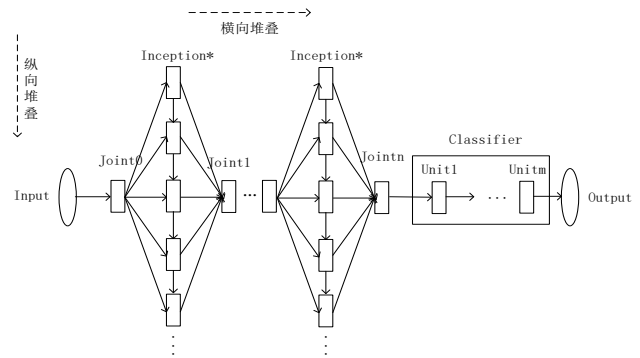 横向堆叠
纵向堆叠
Inception*
Inception*
Classifier
Joint0
Joint1
Jointn
Unit1
Unitm
Input
...
...
Output